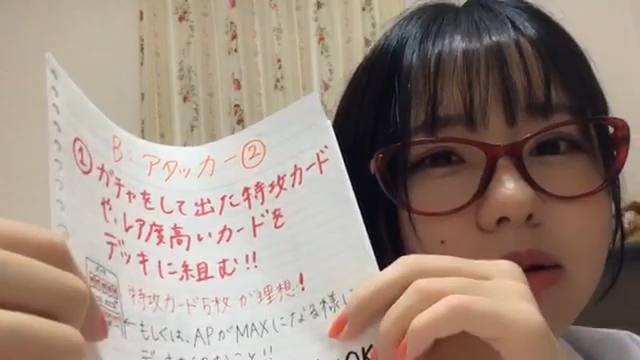 B: アタッカー②
①ガチャをして出た特攻カード
や、レア度高いカードを
デッキに組む!!
特攻カード5枚が理想!
←もしくは、APがMAXになる様に
OK